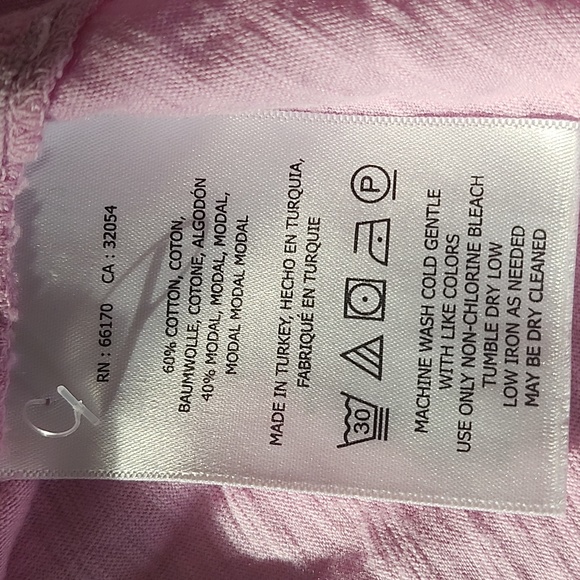 RN : 66170 CA : 32054
60% COTTON, COTON,
BAUMWOLLE, COTONE, ALGODÓN
40% MODAL, MODAL, MODAL,
MODAL MODAL MODAL
MADE IN TURKEY, HECHO EN TURQUIA,
FABRIQUÉ EN TURQUIE
30 P
MACHINE WASH COLD GENTLE
WITH LIKE COLORS
USE ONLY NON-CHLORINE BLEACH
TUMBLE DRY LOW
LOW IRON AS NEEDED
MAY BE DRY CLEANED